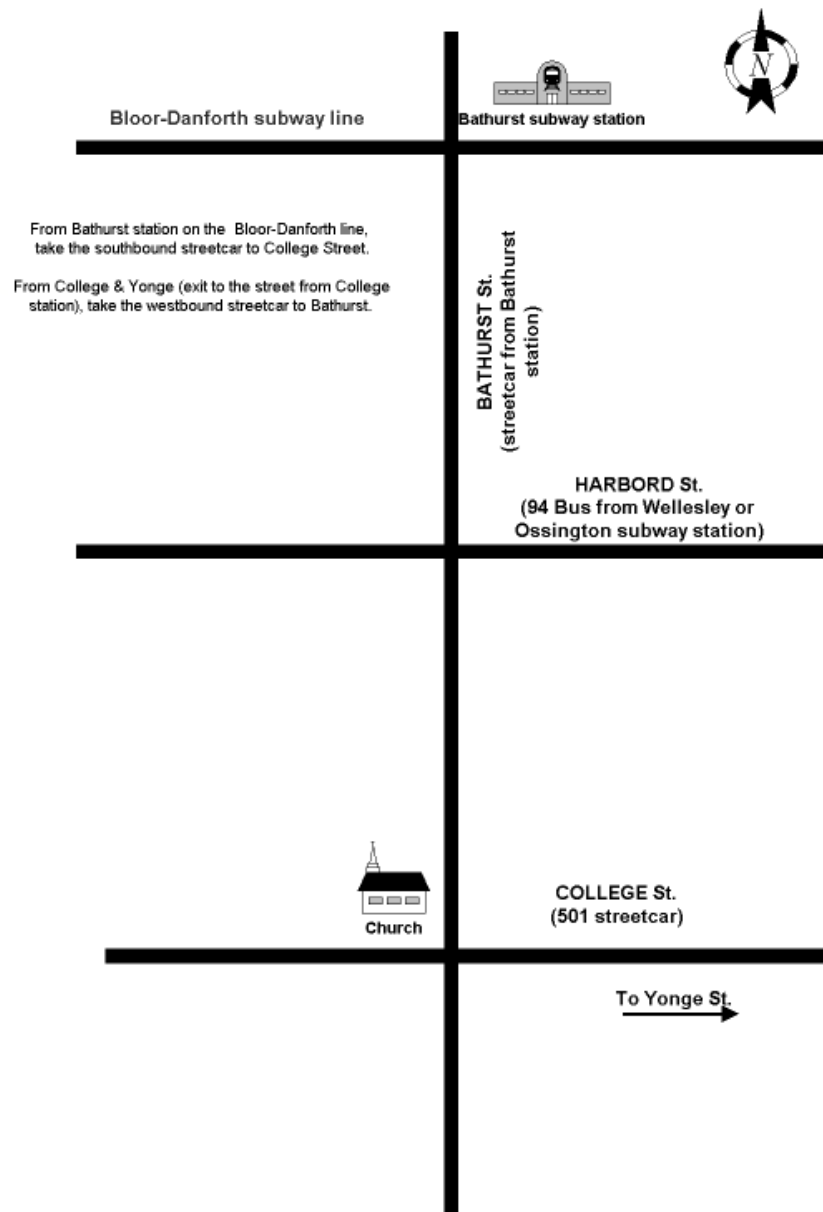 N
Bloor-Danforth subway line
Bathurst subway station
From Bathurst station on the Bloor-Danforth line,
take the southbound streetcar to College Street.
From College & Yonge (exit to the street from College
station), take the westbound streetcar to Bathurst.
BATHURST St.
(streetcar from Bathurst
station)
HARBORD St.
(94 Bus from Wellesley or
Ossington subway station)
Church
COLLEGE St.
(501 streetcar)
To Yonge St.